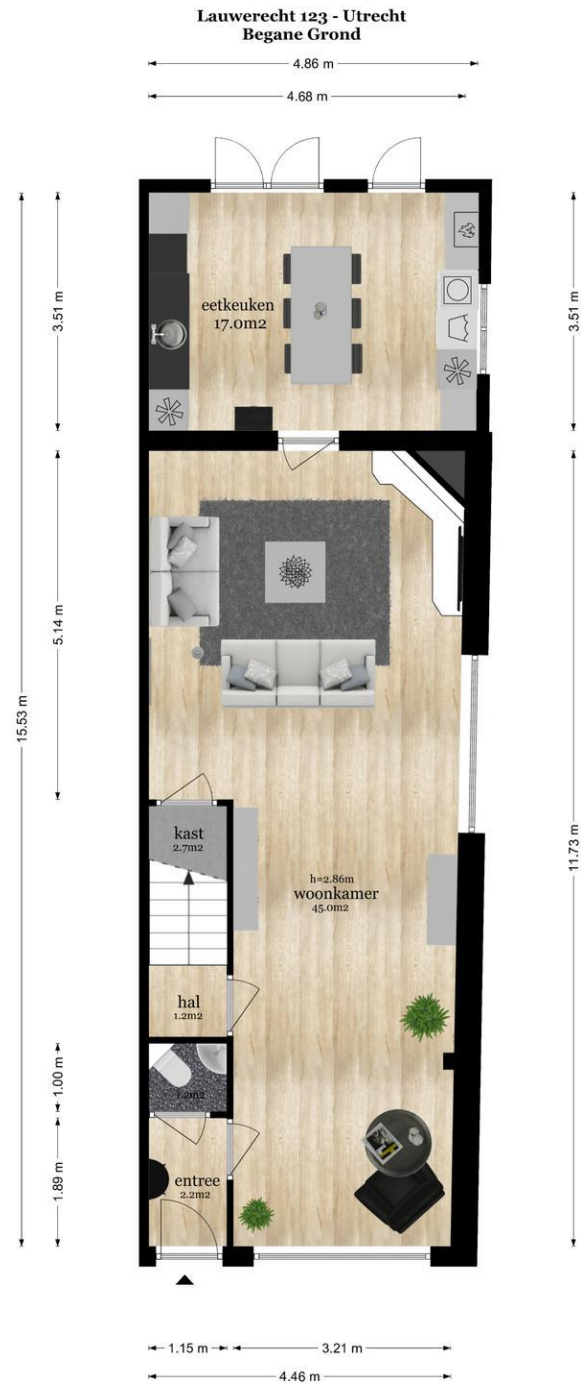 Lauwerecht 123 - Utrecht
Begane Grond
4.86 m
4.68 m
3.51 m
3.51 m
eetkeuken
17.0m2
5.14 m
15.53 m
11.73 m
kast
2.7m2
h=2.86m
woonkamer
45.0m2
hal
1.2m2
1.00 m
1.2m2
1.89 m
entree
2.2m2
1.15 m
3.21 m
4.46 m